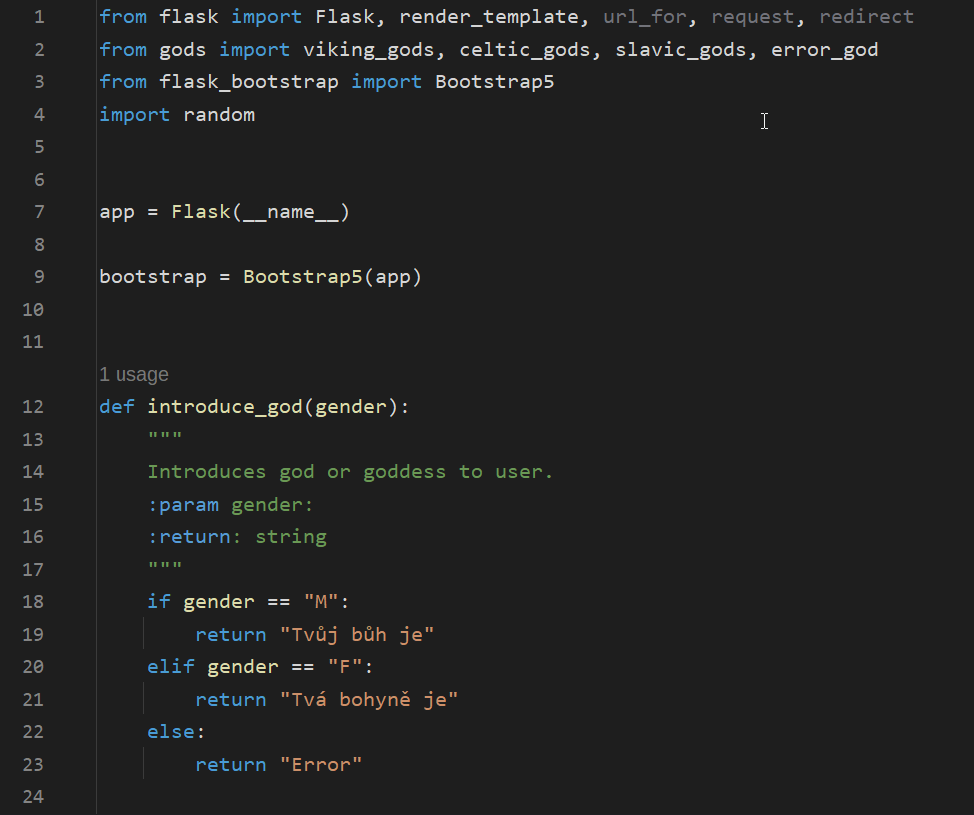 1 from flask import Flask, render_template, url_for, request, redirect
2 from gods import viking_gods, celtic_gods, slavic_gods, error_god
3 from flask_bootstrap import Bootstrap5
4 import random
5
6
7 app = Flask(__name__)
8
9 bootstrap = Bootstrap5(app)
10
11
1 usage
12 def introduce_god(gender):
13     """
14     Introduces god or goddess to user.
15     :param gender:
16     :return: string
17     """
18     if gender == "M":
19         return "Tvůj bůh je"
20     elif gender == "F":
21         return "Tvá bohyně je"
22     else:
23         return "Error"
24